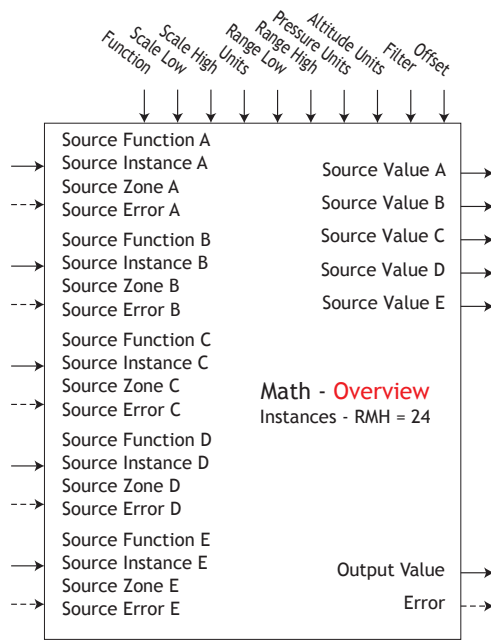 Function
Scale Low
Scale High
Units
Range Low
Range High
Pressure Units
Altitude Units
Filter
Offset
Source Function A
Source Instance A
Source Zone A
Source Error A
Source Function B
Source Instance B
Source Zone B
Source Error B
Source Function C
Source Instance C
Source Zone C
Source Error C
Source Function D
Source Instance D
Source Zone D
Source Error D
Source Function E
Source Instance E
Source Zone E
Source Error E
Source Value A
Source Value B
Source Value C
Source Value D
Source Value E
Math - Overview
Instances - RMH = 24
Output Value
Error